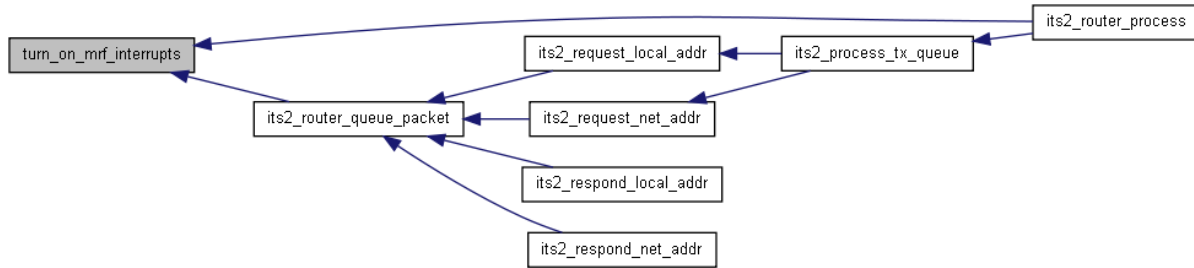 its2_router_process
turn_on_mrf_interrupts
its2_request_local_addr
its2_process_tx_queue
its2_router_queue_packet
its2_request_net_addr
its2_respond_local_addr
its2_respond_net_addr